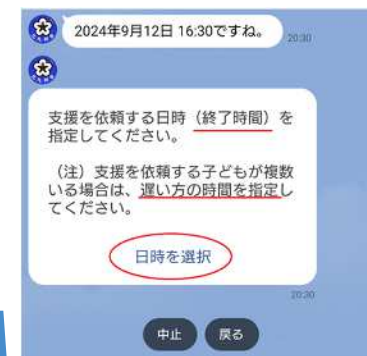 2024年9月12日 16:30ですね。
20:30
支援を依頼する日時（終了時間）を
指定してください。
（注）支援を依頼する子どもが複数
いる場合は、遅い方の時間を指定し
てください。
日時を選択
20:30
中止 戻る